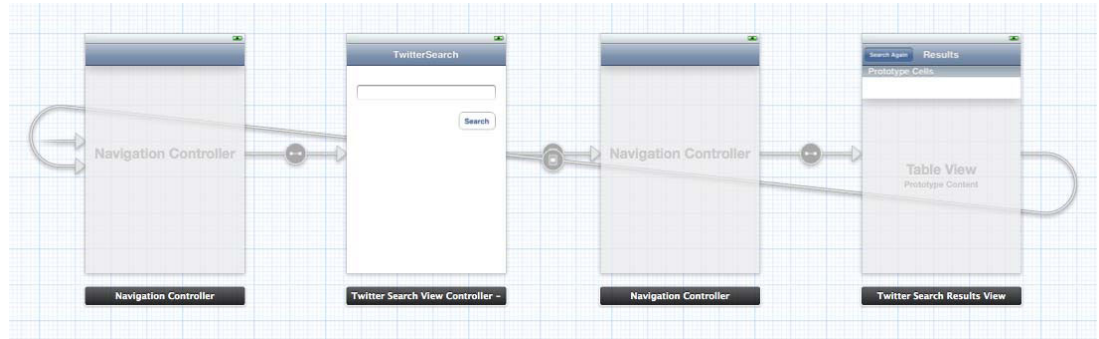 TwitterSearch
Search
Navigation Controller
Navigation Controller
Search Again
Results
Prototype Cells
Table View
Prototype Content
Navigation Controller
Twitter Search View Controller –
Navigation Controller
Twitter Search Results View